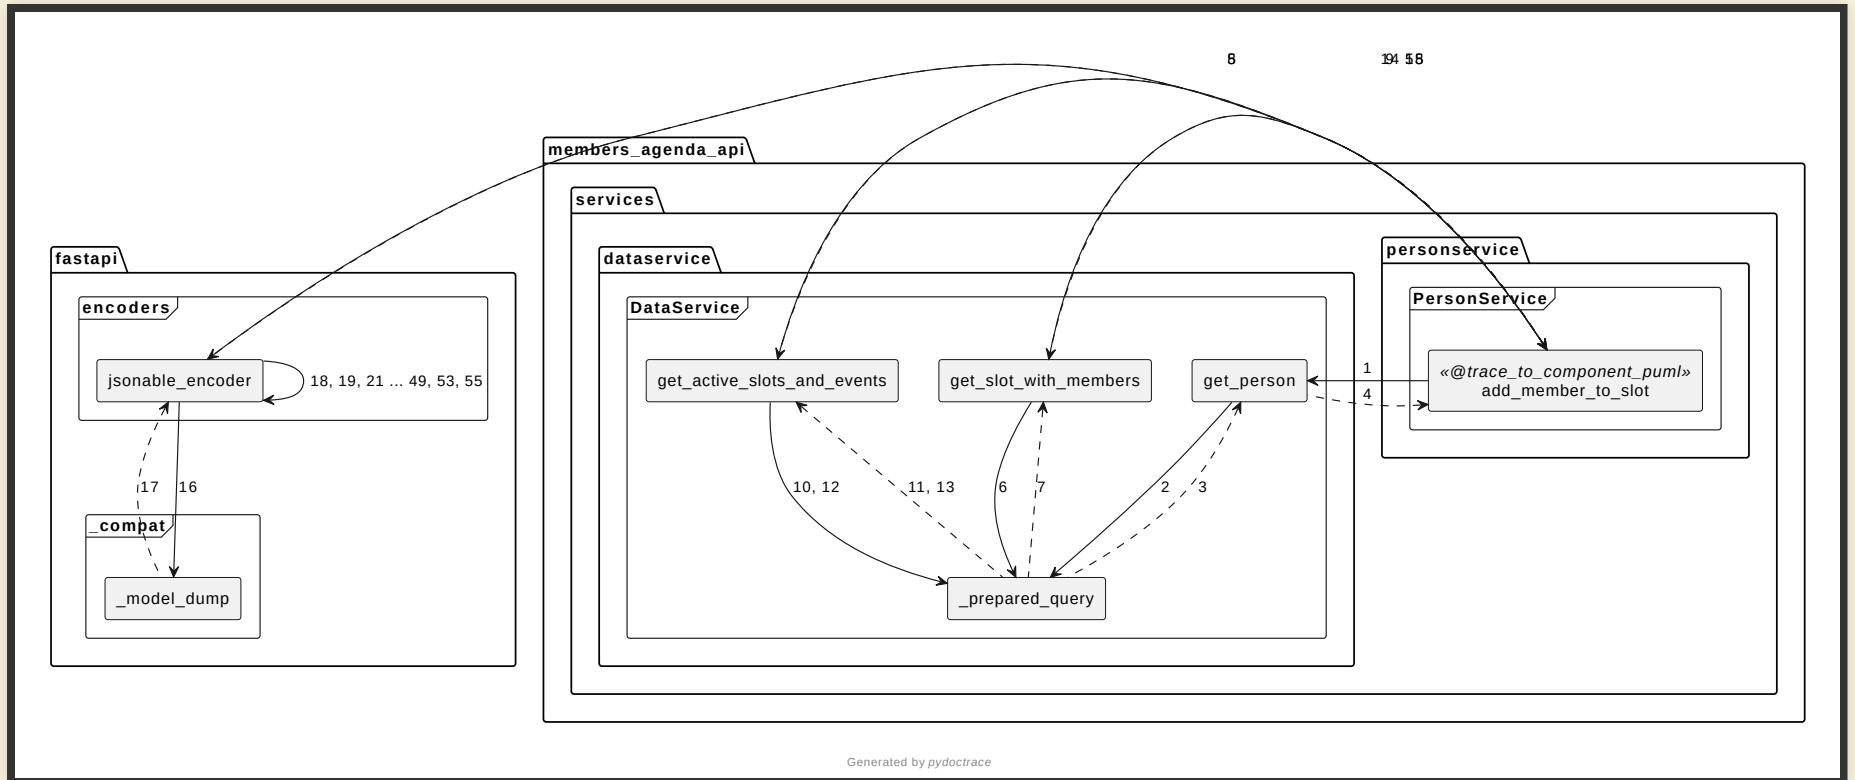 members_agenda_api
services
fastapi
dataservice
personservice
encoders
DataService
PersonService
jsonable_encoder
18, 19, 21 ... 49, 53, 55
get_active_slots_and_events
get_slot_with_members
get_person
1
4
«@trace_to_component_puml»
add_member_to_slot
17
16
10, 12
11, 13
6
7
2
3
_compat
_model_dump
_prepared_query
Generated by pydoctrace